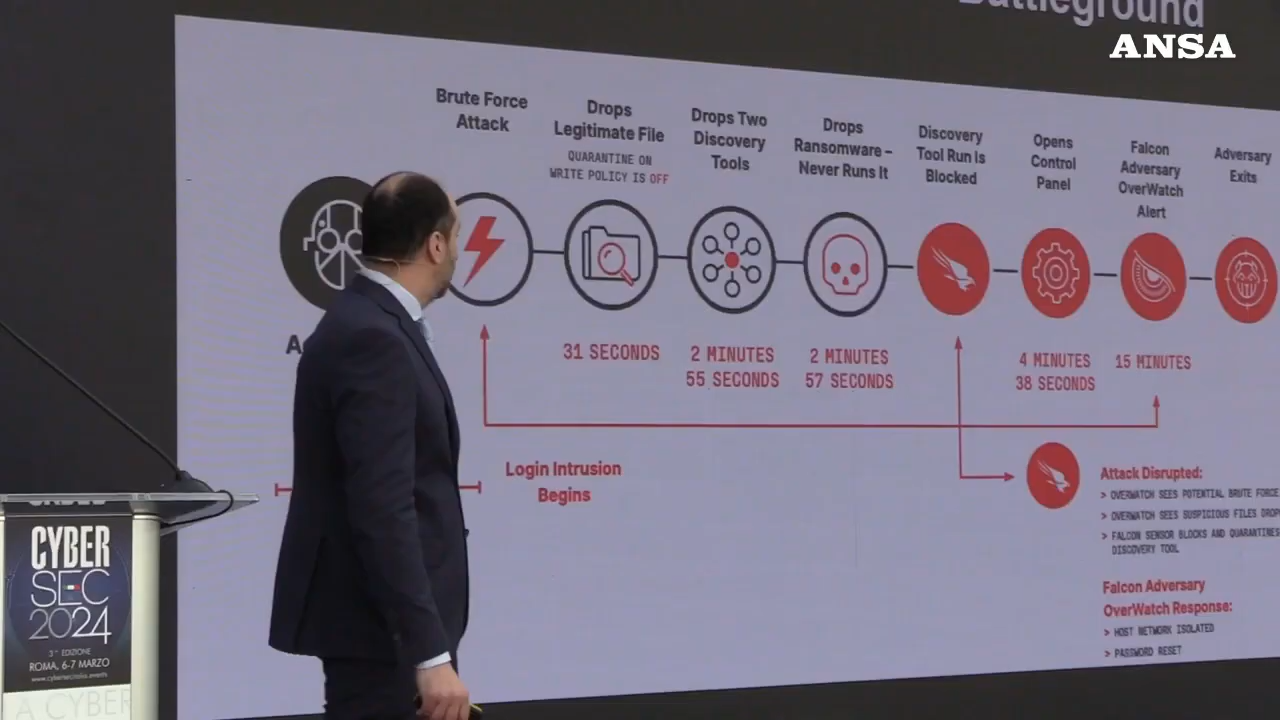 Battleground
ANSA
Brute Force
Attack
Drops
Legitimate File
QUARANTINE ON
WRITE POLICY IS OFF
Drops Two
Discovery
Tools
Drops
Ransomware –
Never Runs It
Discovery
Tool Run Is
Blocked
Opens
Control
Panel
Falcon
Adversary
OverWatch
Alert
Adversary
Exits
31 SECONDS
2 MINUTES
55 SECONDS
2 MINUTES
57 SECONDS
4 MINUTES
38 SECONDS
15 MINUTES
Login Intrusion
Begins
Attack Disrupted:
> OVERWATCH SEES POTENTIAL BRUTE FORCE
> OVERWATCH SEES SUSPICIOUS FILES DROP
> FALCON SENSOR BLOCKS AND QUARANTINES
DISCOVERY TOOL
Falcon Adversary
OverWatch Response:
> HOST NETWORK ISOLATED
> PASSWORD RESET
CYBER
SEC
2024
3ª EDIZIONE
ROMA, 6-7 MARZO
A CYBER